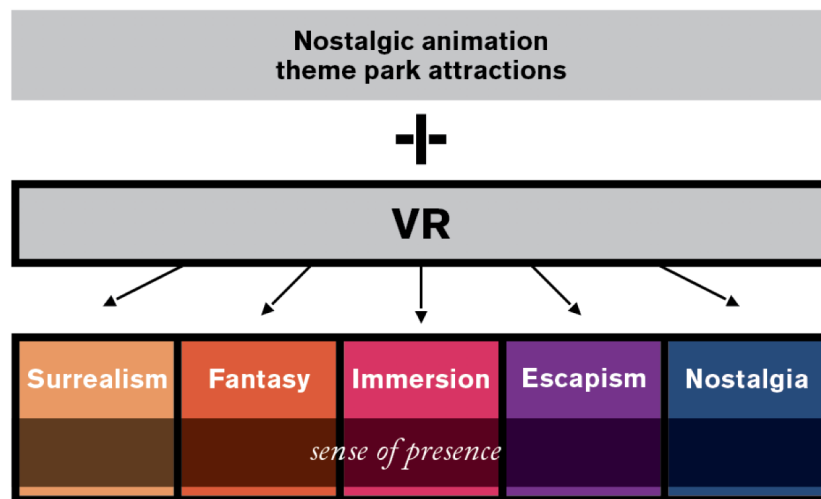 Nostalgic animation
theme park attractions
+
VR
Surrealism Fantasy Immersion Escapism Nostalgia
sense of presence